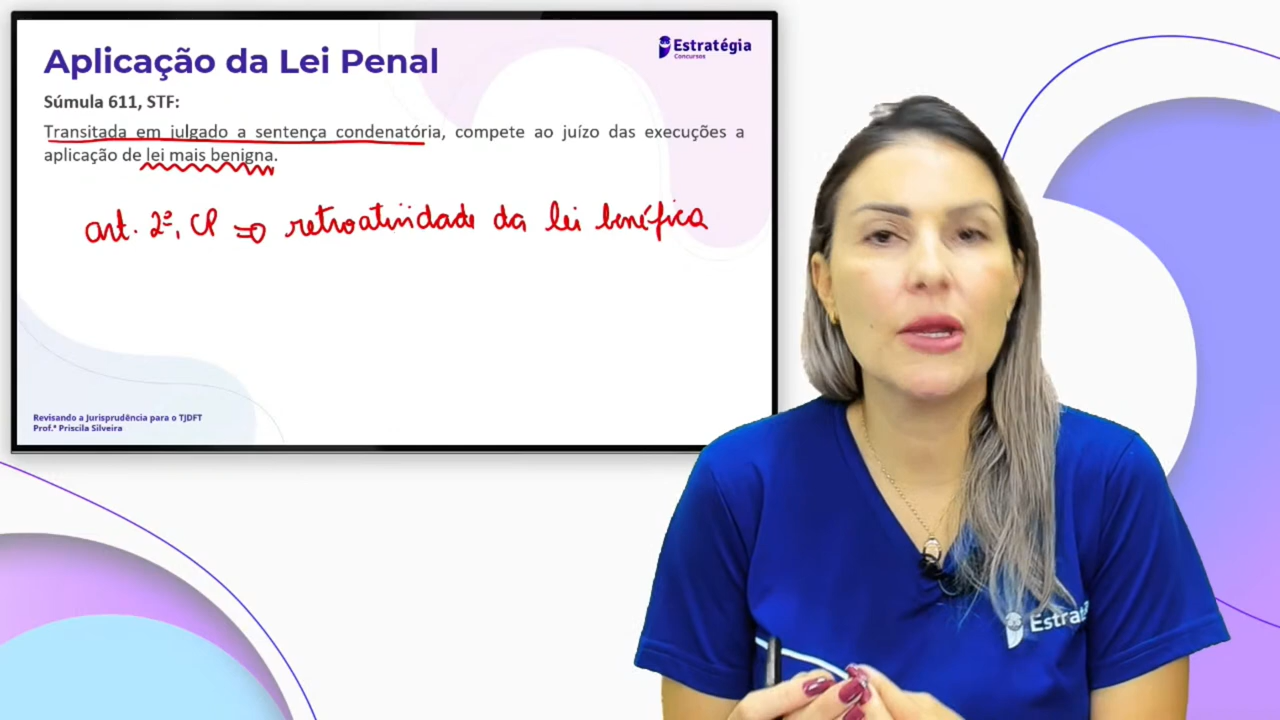 Aplicação da Lei Penal
Estratégia
Concursos
Súmula 611, STF:
Transitada em julgado a sentença condenatória, compete ao juízo das execuções a
aplicação de lei mais benigna.
art. 2º, CP => retroatividade da lei benéfica
Revisando a Jurisprudência para o TJDFT
Prof.ª Priscila Silveira
Estraté